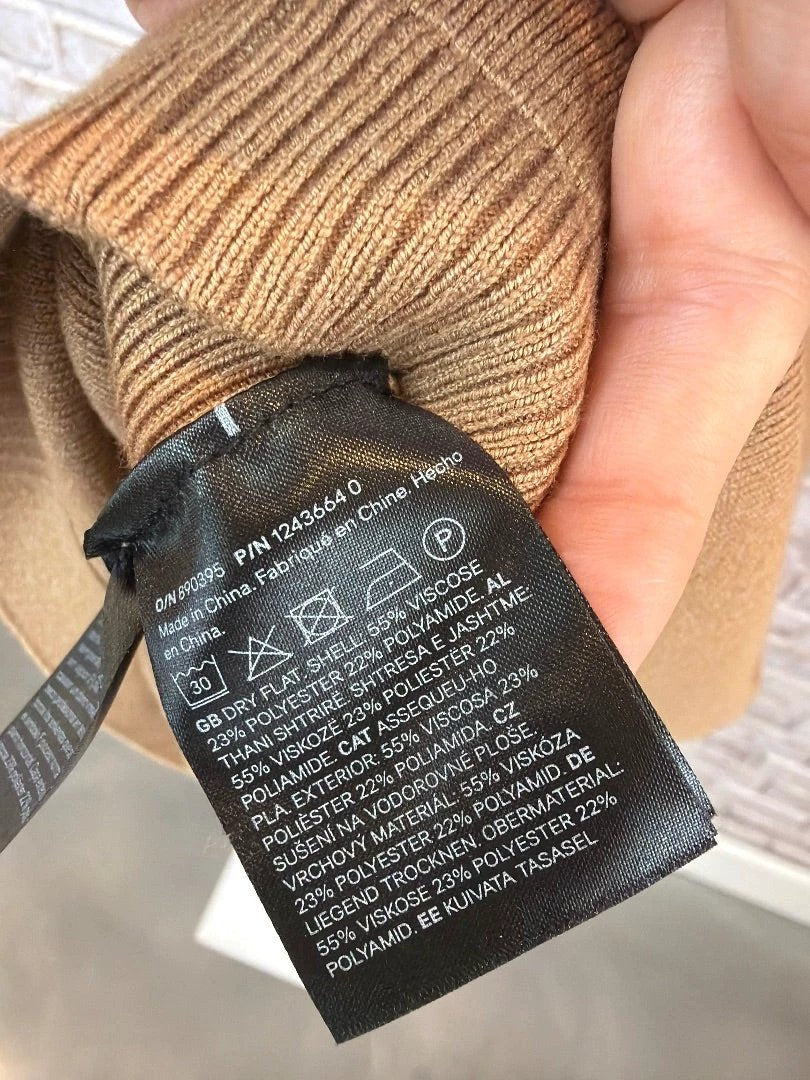 O/N 890395 P/N 1243664 0
Made in China. Fabriqué en Chine. Hecho
en China.
30 P
GB DRY FLAT. SHELL: 55% VISCOSE
23% POLYESTER 22% POLYAMIDE. AL
THANI SHTRIRË. SHTRESA E JASHTME:
55% VISKOZË 23% POLIESTËR 22%
POLIAMIDE. CAT ASSEQUEU-HO
PLA. EXTERIOR: 55% VISCOSA 23%
POLIÈSTER 22% POLIAMIDA. CZ
SUŠENÍ NA VODOROVNÉ PLOŠE.
VRCHOVÝ MATERIÁL: 55% VISKÓZA
23% POLYESTER 22% POLYAMID. DE
LIEGEND TROCKNEN. OBERMATERIAL:
55% VISKOSE 23% POLYESTER 22%
POLYAMID. EE KUIVATA TASASEL